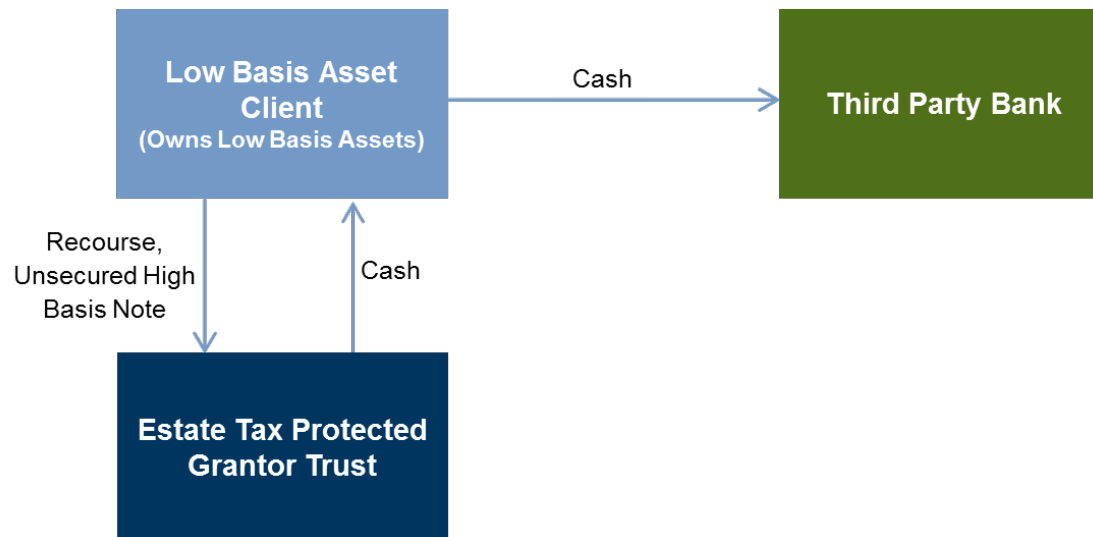 Low Basis Asset
Client
(Owns Low Basis Assets)
Cash
Third Party Bank
Recourse,
Unsecured High
Basis Note
Cash
Estate Tax Protected
Grantor Trust